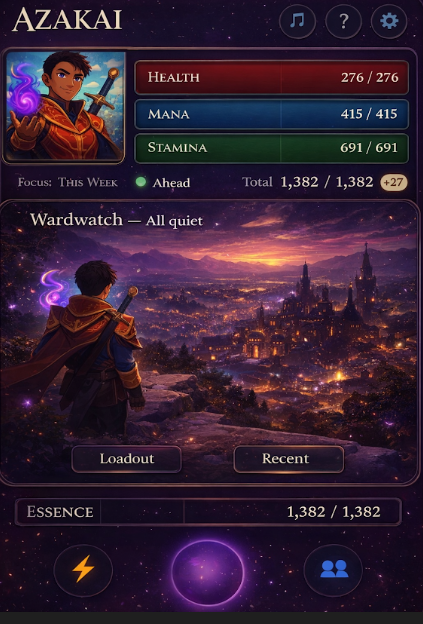 AZAKAI
?
HEALTH 276 / 276
MANA 415 / 415
STAMINA 691 / 691
FOCUS: THIS WEEK Ahead Total 1,382 / 1,382 +27
Wardwatch — All quiet
Loadout Recent
ESSENCE 1,382 / 1,382